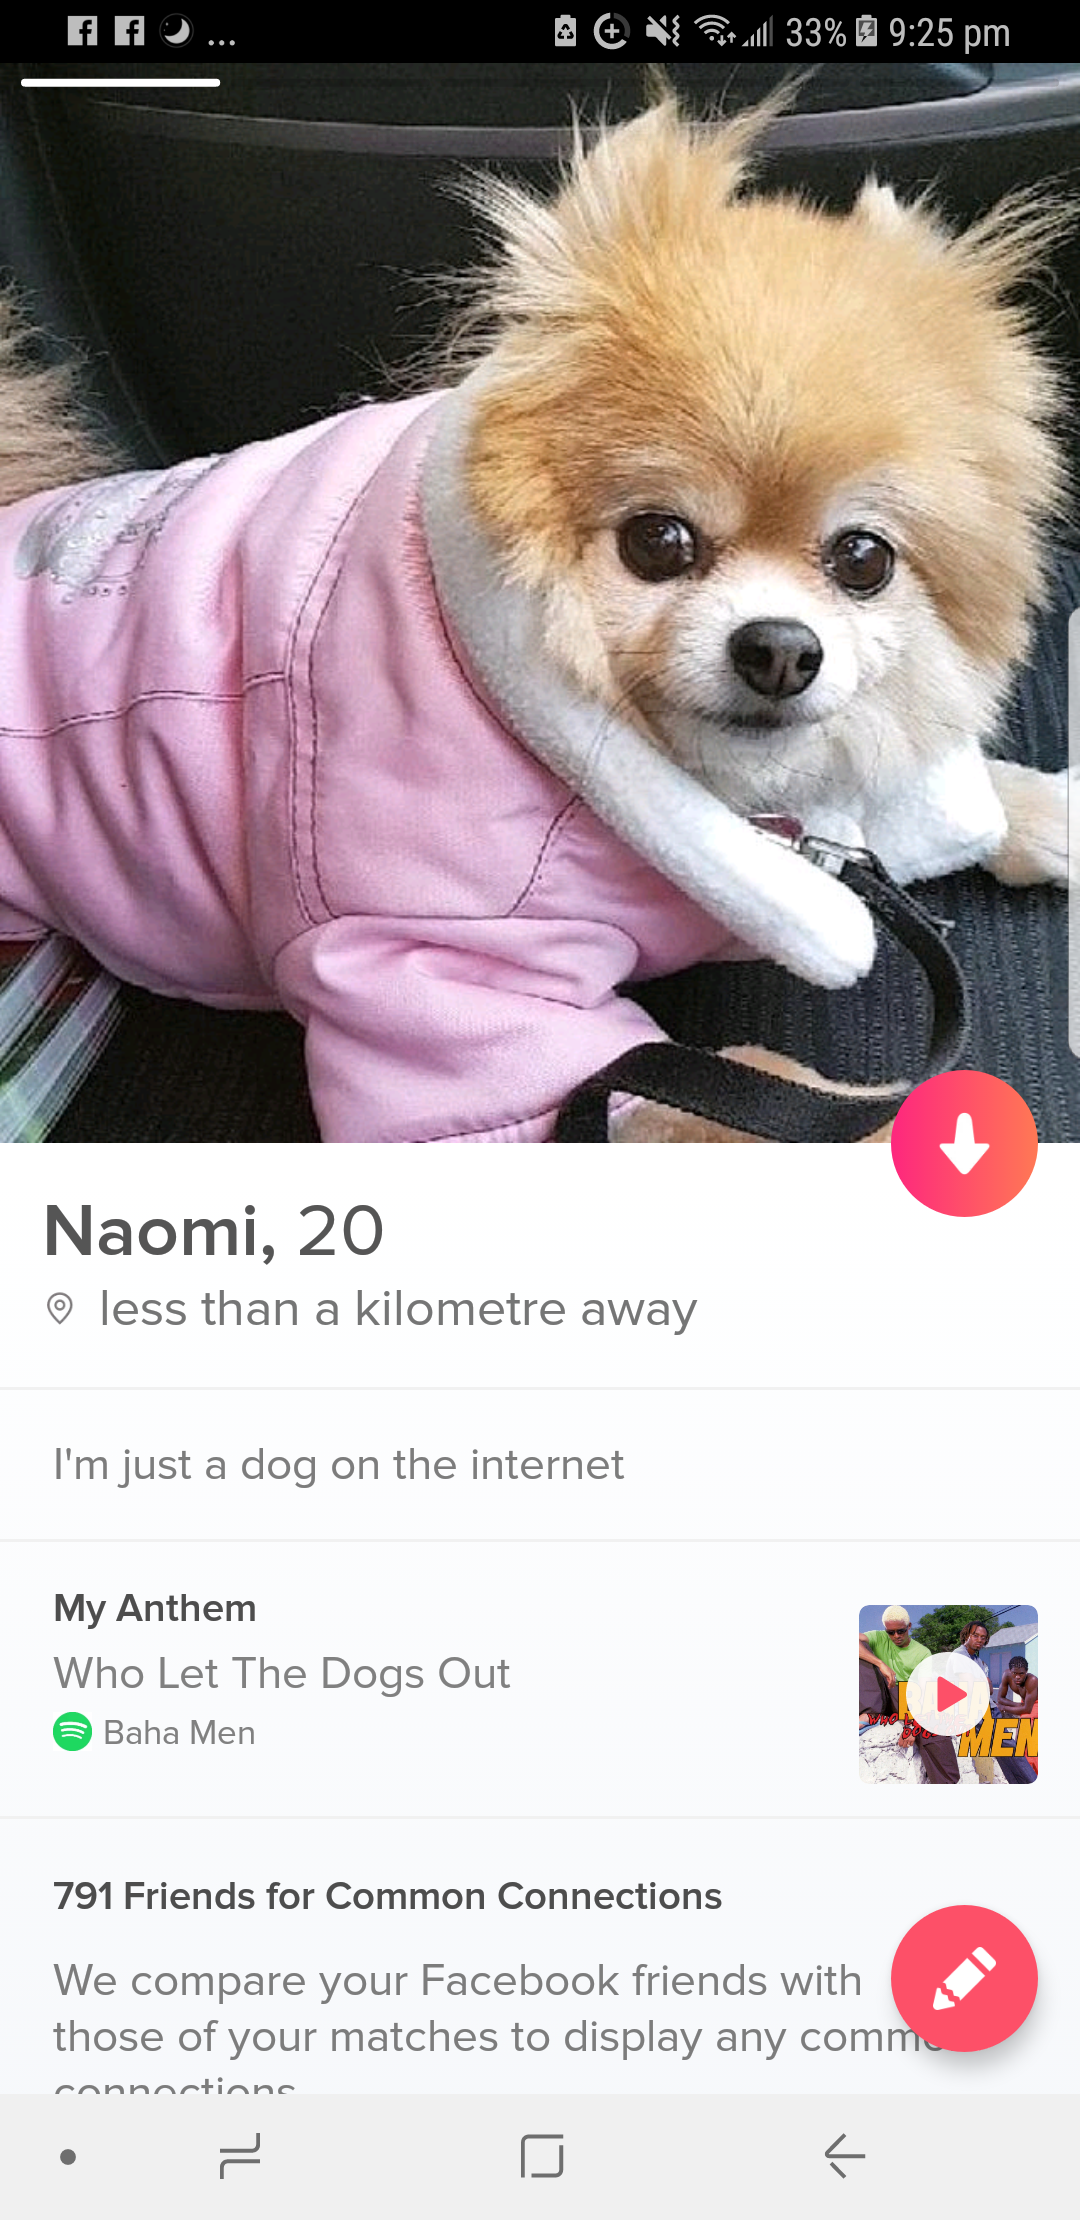 33% 9:25 pm
Naomi, 20
less than a kilometre away
I'm just a dog on the internet
My Anthem
Who Let The Dogs Out
Baha Men
MEN
791 Friends for Common Connections
We compare your Facebook friends with
those of your matches to display any
connections